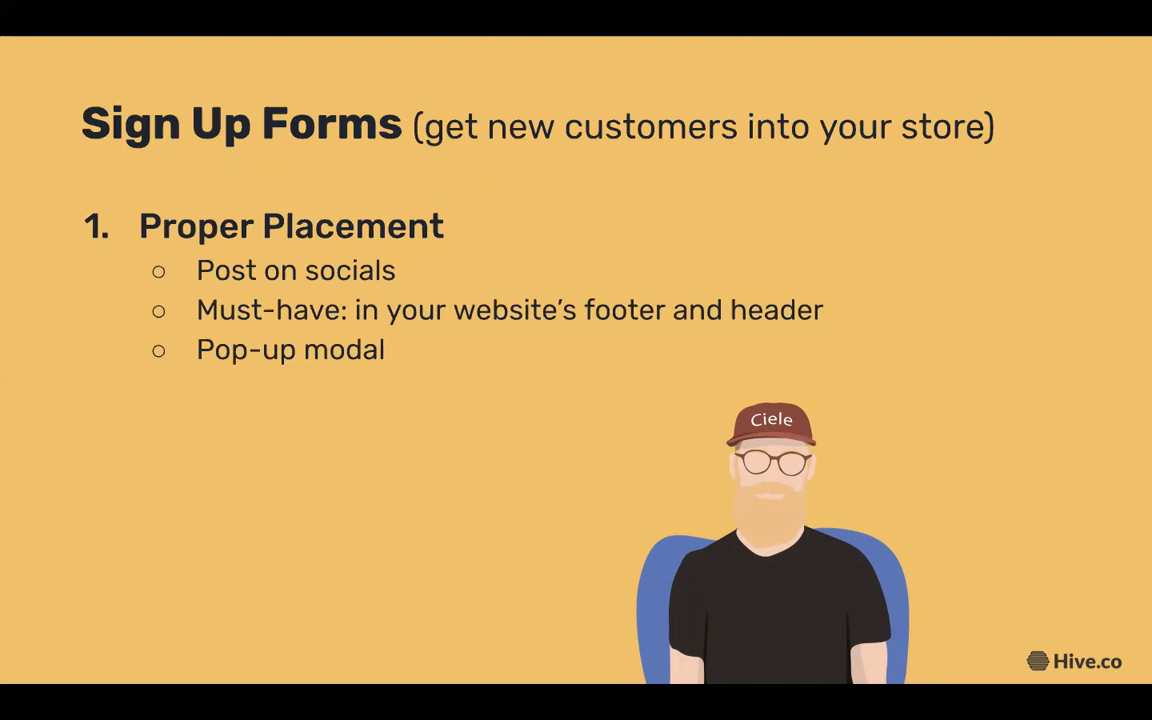 Sign Up Forms (get new customers into your store)
1. Proper Placement
○ Post on socials
○ Must-have: in your website’s footer and header
○ Pop-up modal
Ciele
Hive.co